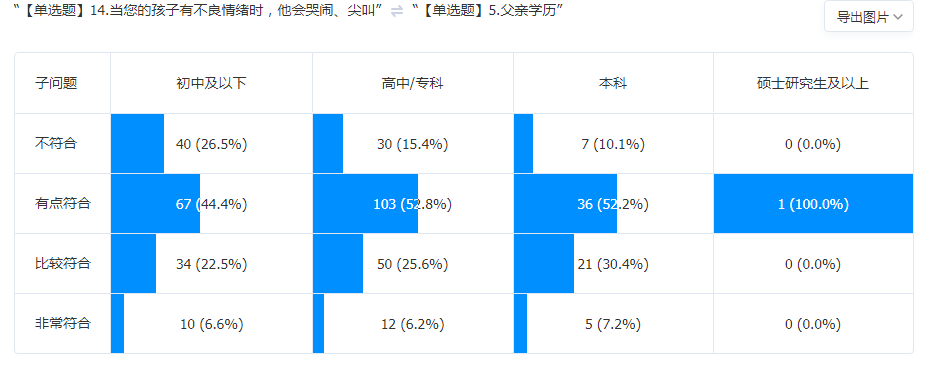 “【单选题】14.当您的孩子有不良情绪时，他会哭闹、尖叫” ⇌ “【单选题】5.父亲学历”
导出图片
子问题 初中及以下 高中/专科 本科 硕士研究生及以上
不符合 40 (26.5%) 30 (15.4%) 7 (10.1%) 0 (0.0%)
有点符合 67 (44.4%) 103 (52.8%) 36 (52.2%) 1 (100.0%)
比较符合 34 (22.5%) 50 (25.6%) 21 (30.4%) 0 (0.0%)
非常符合 10 (6.6%) 12 (6.2%) 5 (7.2%) 0 (0.0%)